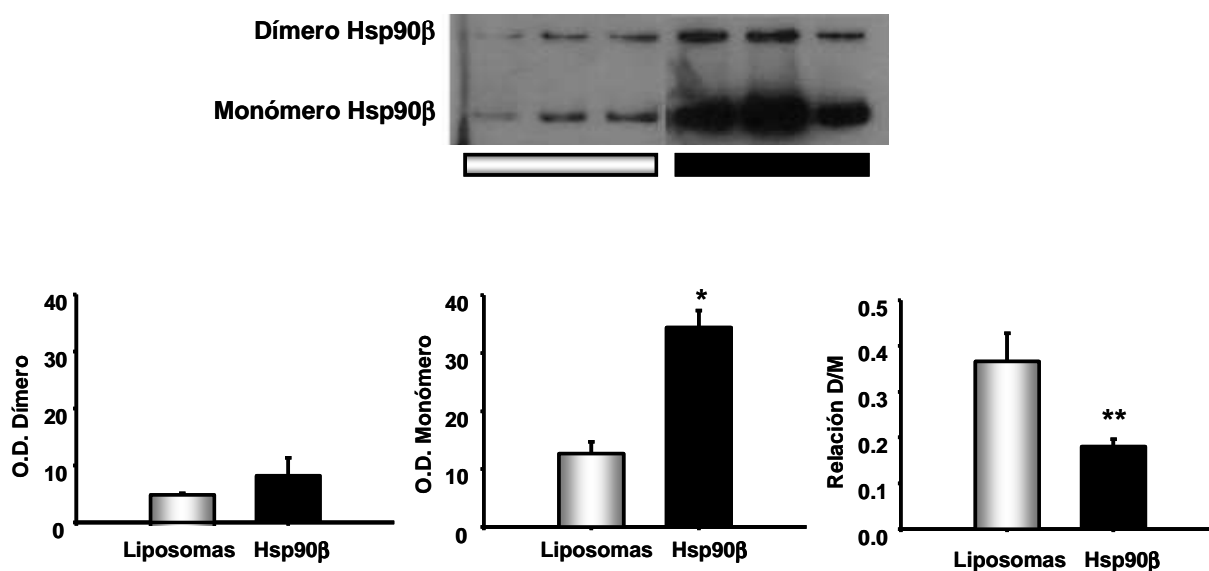 Dímero Hsp90β
Monómero Hsp90β
O.D. Dímero
40
30
20
10
0
Liposomas Hsp90β
O.D. Monómero
40
30
20
10
0
*
Liposomas Hsp90β
Relación D/M
0.5
0.4
0.3
0.2
0.1
0.0
**
Liposomas Hsp90β